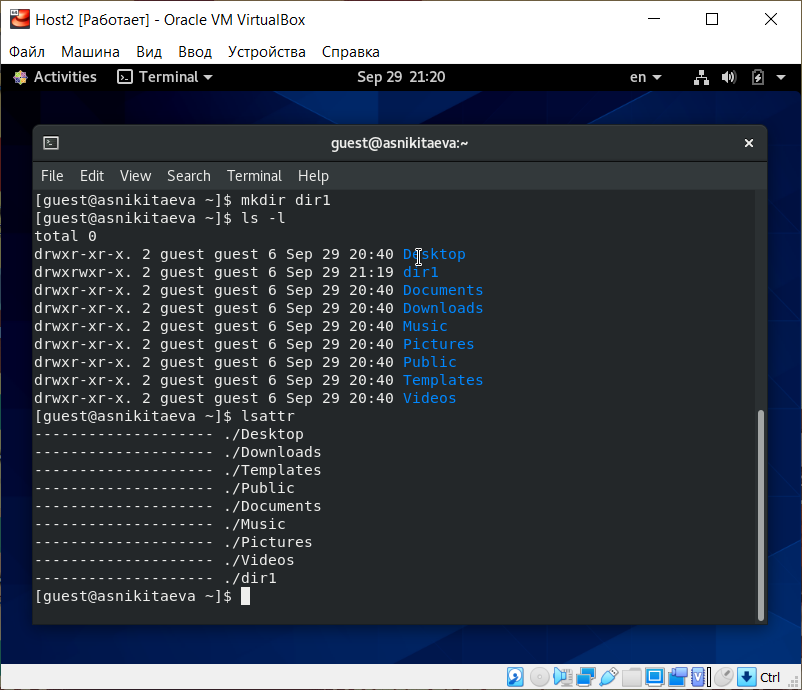 Host2 [Работает] - Oracle VM VirtualBox
Файл Машина Вид Ввод Устройства Справка
Activities Terminal Sep 29 21:20 en
guest@asnikitaeva:~
File Edit View Search Terminal Help
[guest@asnikitaeva ~]$ mkdir dir1
[guest@asnikitaeva ~]$ ls -l
total 0
drwxr-xr-x. 2 guest guest 6 Sep 29 20:40 Desktop
drwxrwxr-x. 2 guest guest 6 Sep 29 21:19 dir1
drwxr-xr-x. 2 guest guest 6 Sep 29 20:40 Documents
drwxr-xr-x. 2 guest guest 6 Sep 29 20:40 Downloads
drwxr-xr-x. 2 guest guest 6 Sep 29 20:40 Music
drwxr-xr-x. 2 guest guest 6 Sep 29 20:40 Pictures
drwxr-xr-x. 2 guest guest 6 Sep 29 20:40 Public
drwxr-xr-x. 2 guest guest 6 Sep 29 20:40 Templates
drwxr-xr-x. 2 guest guest 6 Sep 29 20:40 Videos
[guest@asnikitaeva ~]$ lsattr
-------------------- ./Desktop
-------------------- ./Downloads
-------------------- ./Templates
-------------------- ./Public
-------------------- ./Documents
-------------------- ./Music
-------------------- ./Pictures
-------------------- ./Videos
-------------------- ./dir1
[guest@asnikitaeva ~]$
Ctrl